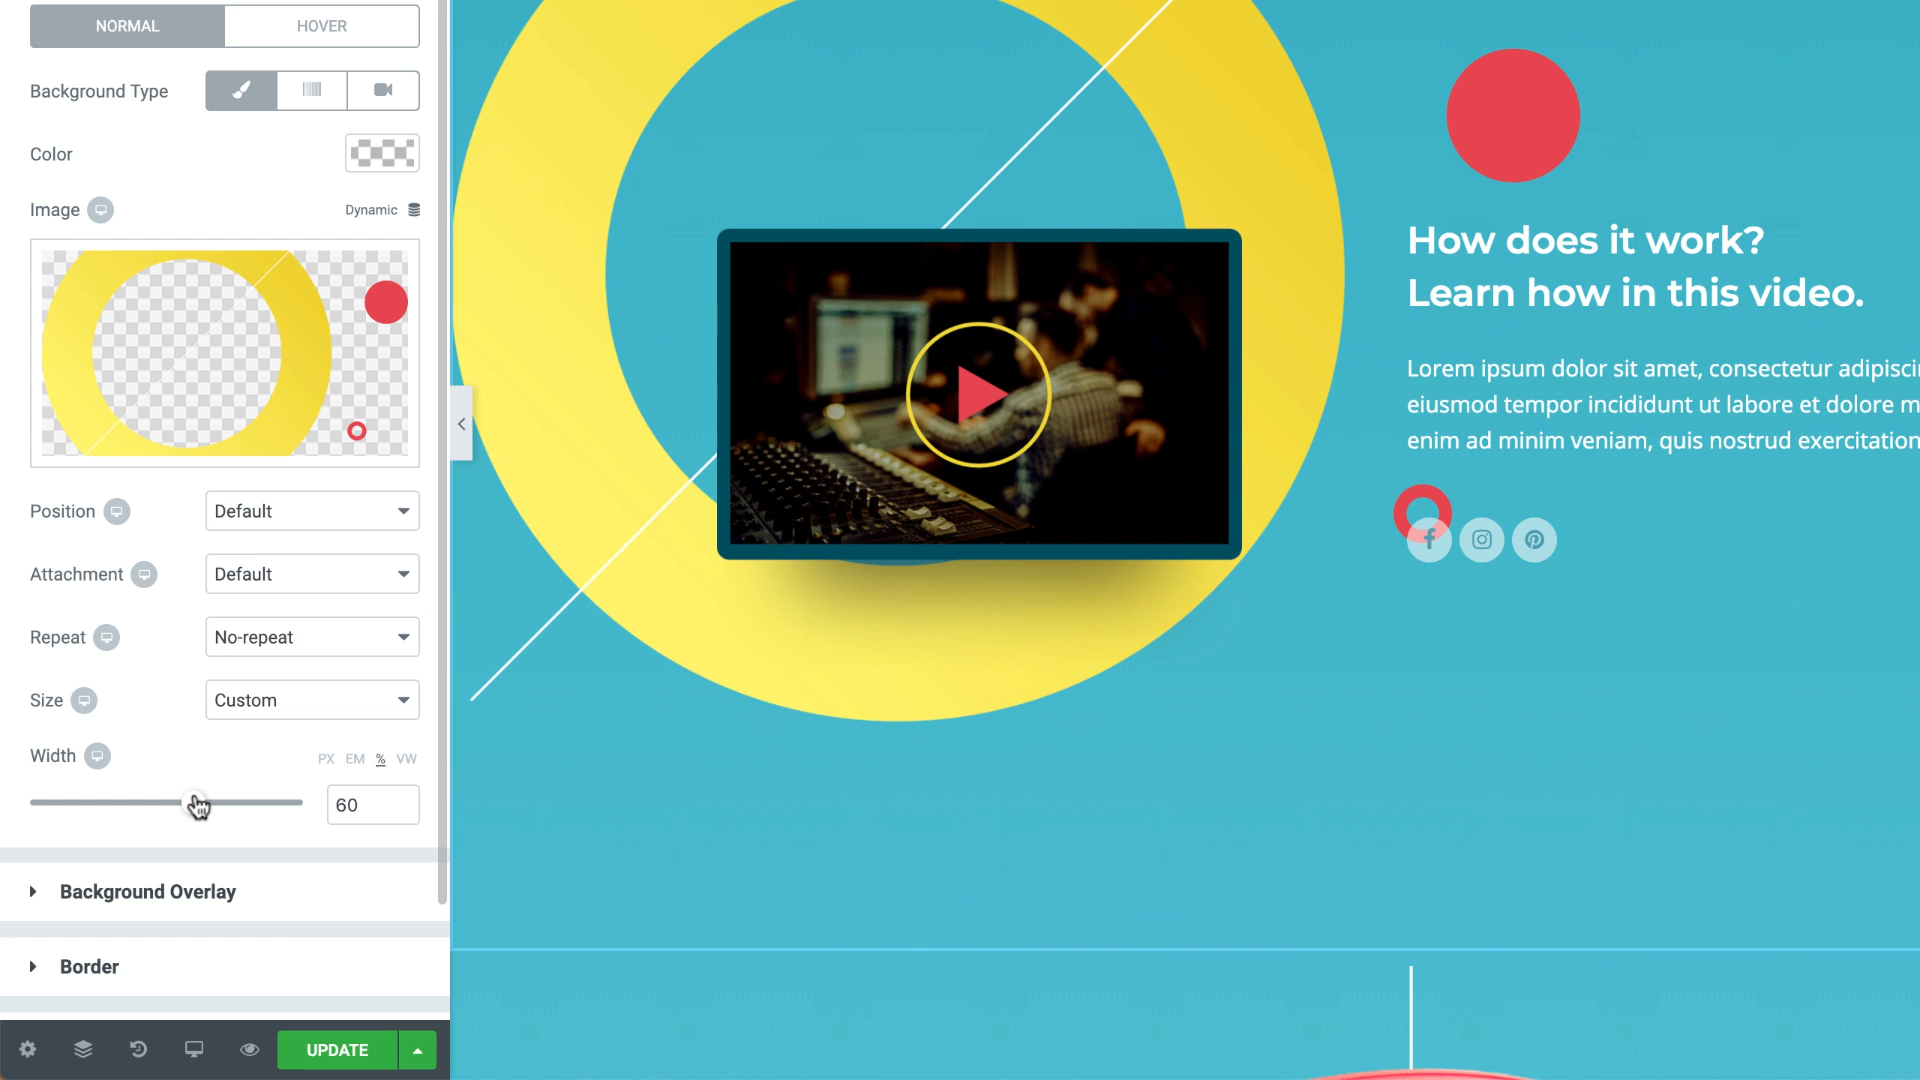 NORMAL
HOVER
Background Type
Color
Image
Dynamic
Position
Default
Attachment
Default
Repeat
No-repeat
Size
Custom
Width
PX EM % VW
60
Background Overlay
Border
UPDATE
How does it work?
Learn how in this video.
Lorem ipsum dolor sit amet, consectetur adipisci
eiusmod tempor incididunt ut labore et dolore m
enim ad minim veniam, quis nostrud exercitation